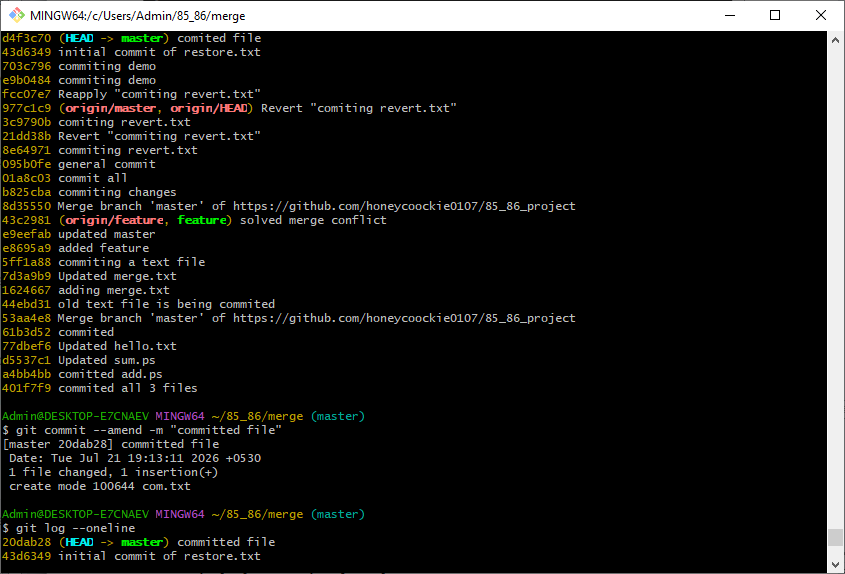 MINGW64:/c/Users/Admin/85_86/merge
d4f3c70 (HEAD -> master) comited file
43d6349 initial commit of restore.txt
703c796 commiting demo
e9b0484 commiting demo
fcc07e7 Reapply "comiting revert.txt"
977c1c9 (origin/master, origin/HEAD) Revert "comiting revert.txt"
3c9790b comiting revert.txt
21dd38b Revert "commiting revert.txt"
8e64971 commiting revert.txt
095b0fe general commit
01a8c03 commit all
b825cba commiting changes
8d35550 Merge branch 'master' of https://github.com/honeycoockie0107/85_86_project
43c2981 (origin/feature, feature) solved merge conflict
e9eefab updated master
e8695a9 added feature
5ff1a88 commiting a text file
7d3a9b9 Updated merge.txt
1624667 adding merge.txt
44ebd31 old text file is being commited
53aa4e8 Merge branch 'master' of https://github.com/honeycoockie0107/85_86_project
61b3d52 commited
77dbef6 Updated hello.txt
d5537c1 Updated sum.ps
a4bb4bb comitted add.ps
401f7f9 commited all 3 files
Admin@DESKTOP-E7CNAEV MINGW64 ~/85_86/merge (master)
$ git commit --amend -m "committed file"
[master 20dab28] committed file
 Date: Tue Jul 21 19:13:11 2026 +0530
 1 file changed, 1 insertion(+)
 create mode 100644 com.txt
Admin@DESKTOP-E7CNAEV MINGW64 ~/85_86/merge (master)
$ git log --oneline
20dab28 (HEAD -> master) committed file
43d6349 initial commit of restore.txt